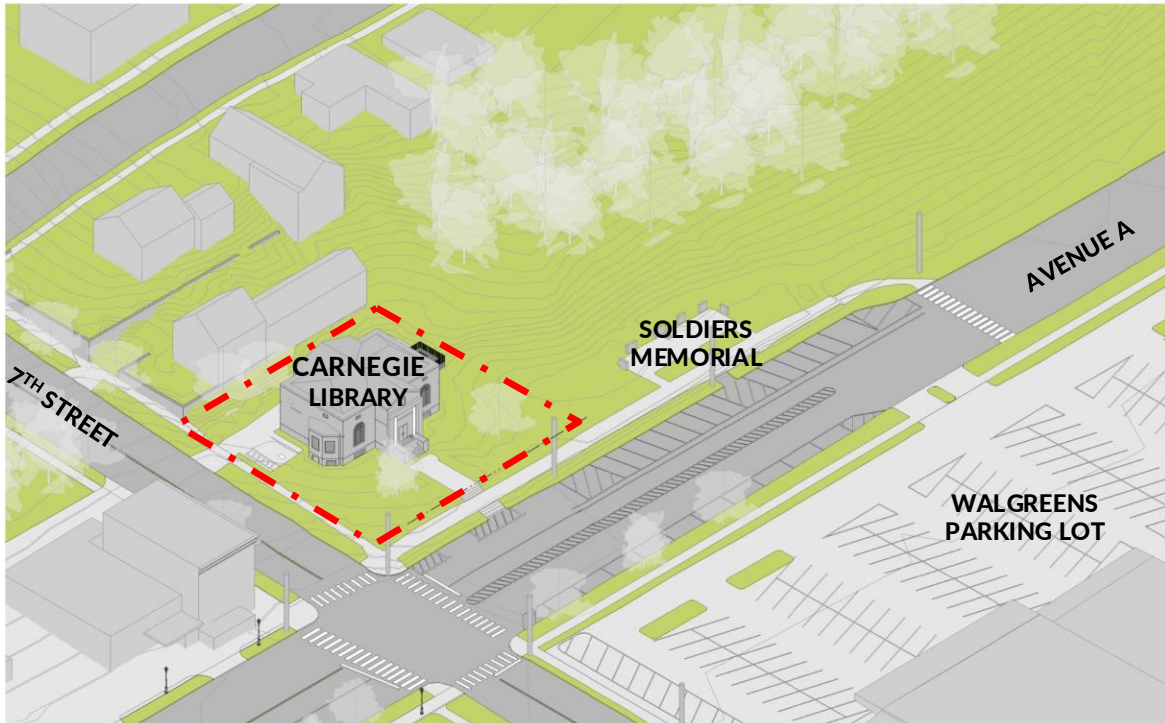 AVENUE A
SOLDIERS
MEMORIAL
CARNEGIE
LIBRARY
7TH STREET
WALGREENS
PARKING LOT